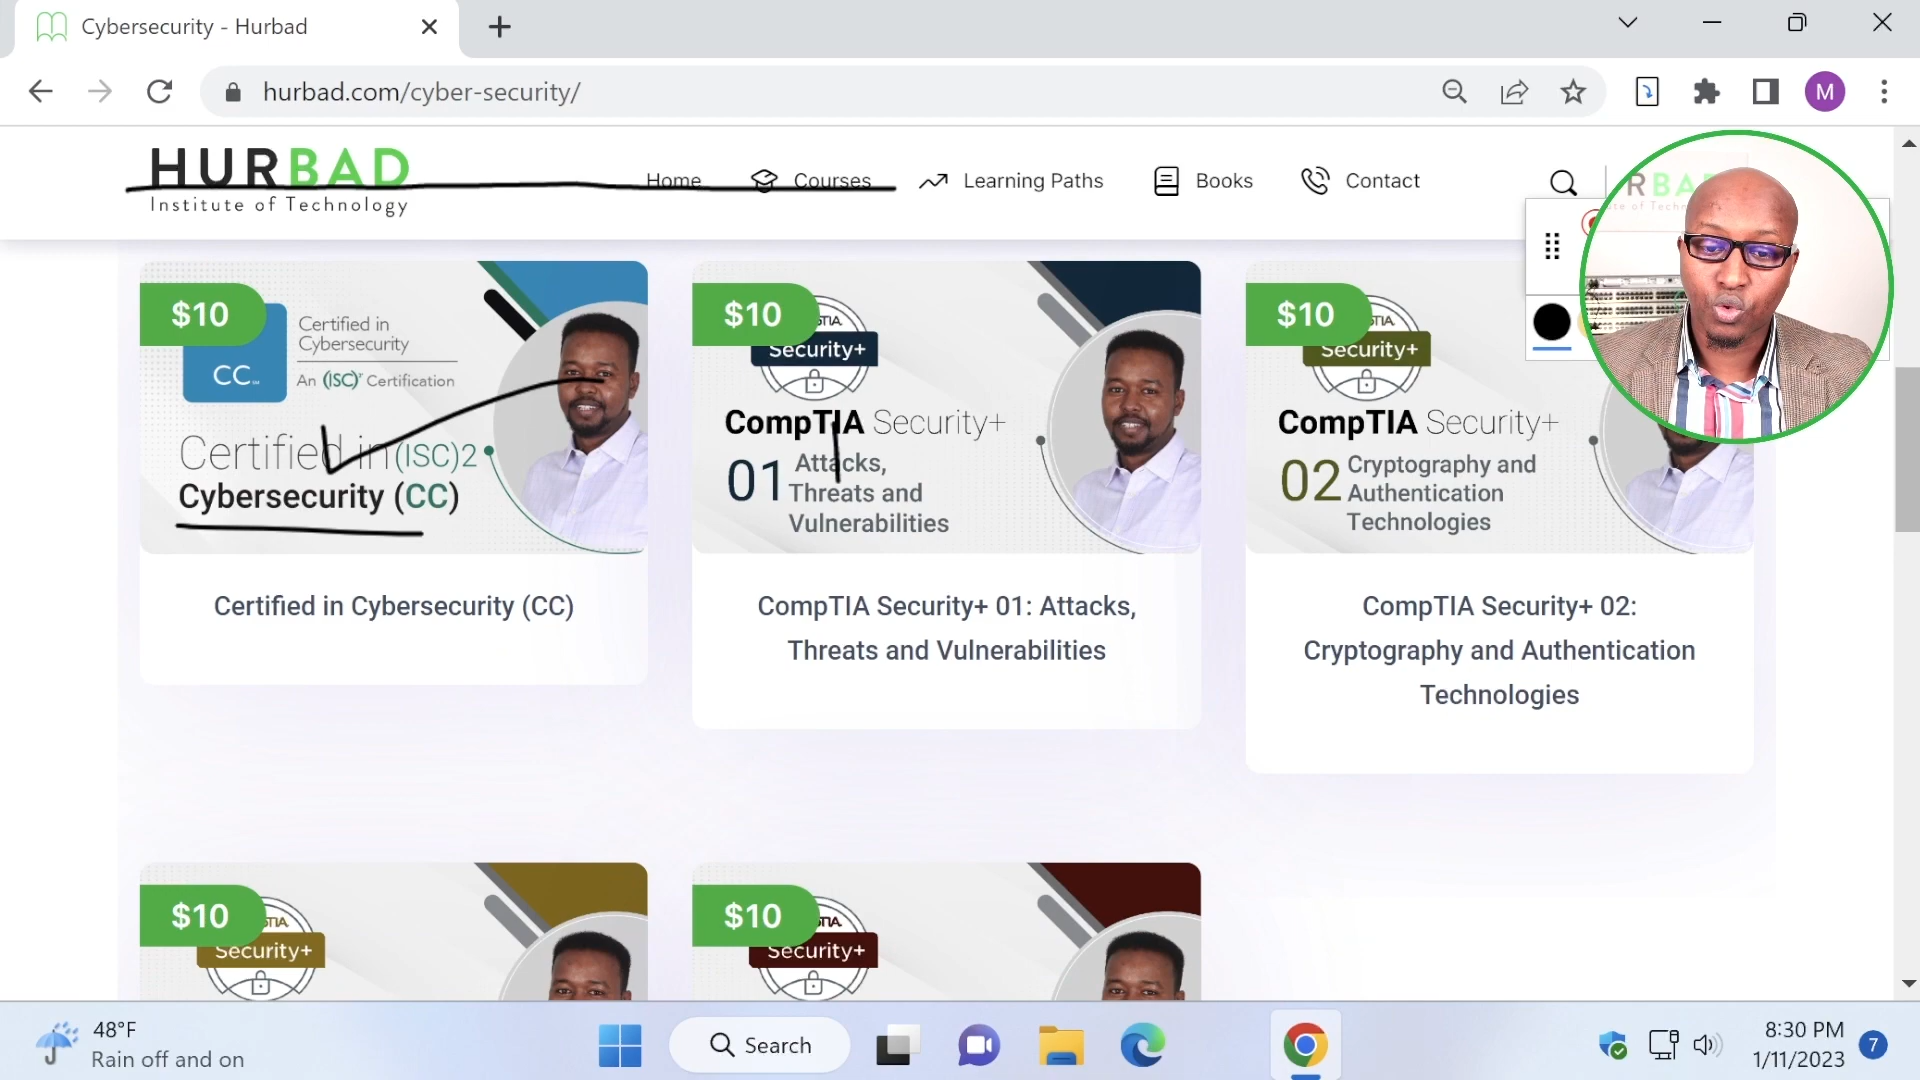 Cybersecurity - Hurbad
hurbad.com/cyber-security/
M
HURBAD
Institute of Technology
Home
Courses
Learning Paths
Books
Contact
$10
Certified in
Cybersecurity
CC
An (ISC)² Certification
Certified in (ISC)2
Cybersecurity (CC)
$10
Security+
CompTIA Security+
01 Attacks,
Threats and
Vulnerabilities
$10
Security+
CompTIA Security+
02 Cryptography and
Authentication
Technologies
Certified in Cybersecurity (CC)
CompTIA Security+ 01: Attacks,
Threats and Vulnerabilities
CompTIA Security+ 02:
Cryptography and Authentication
Technologies
$10
Security+
$10
Security+
48°F
Rain off and on
Search
8:30 PM
1/11/2023
7